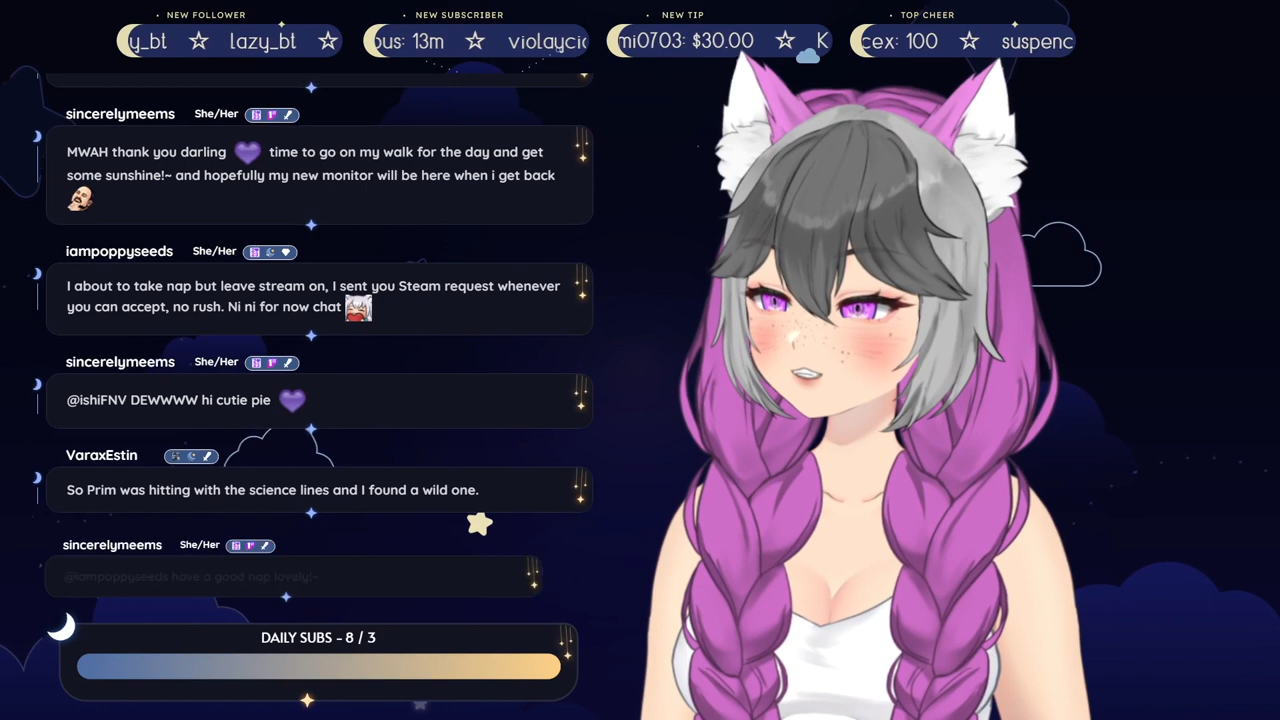 NEW FOLLOWER
NEW SUBSCRIBER
NEW TIP
TOP CHEER
y_bt ☆ lazy_bt ☆
ous: 13m ☆ violaycic
mi0703: $30.00 ☆ K
cex: 100 ☆ suspenc
sincerelymeems She/Her
MWAH thank you darling 💜 time to go on my walk for the day and get
some sunshine!~ and hopefully my new monitor will be here when i get back
iampoppyseeds She/Her
I about to take nap but leave stream on, I sent you Steam request whenever
you can accept, no rush. Ni ni for now chat
sincerelymeems She/Her
@ishiFNV DEWWWW hi cutie pie 💜
VaraxEstin
So Prim was hitting with the science lines and I found a wild one.
sincerelymeems She/Her
@iampoppyseeds have a good nap lovely!~
DAILY SUBS - 8 / 3